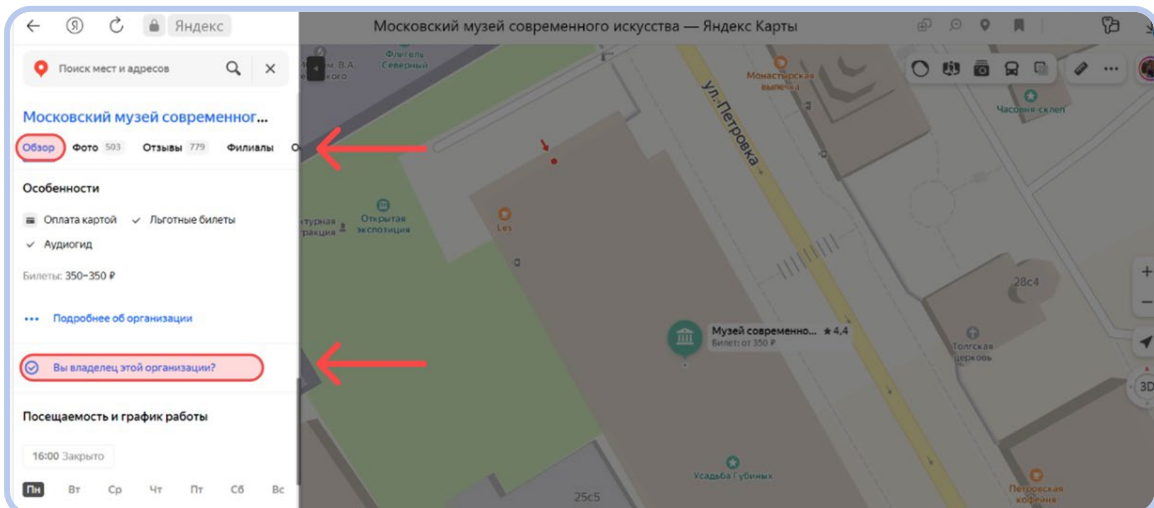 Яндекс
Московский музей современного искусства — Яндекс Карты
Поиск мест и адресов
Московский музей современног...
Обзор Фото 503 Отзывы 779 Филиалы
Особенности
Оплата картой Льготные билеты
Аудиогид
Билеты: 350–350 ₽
Подробнее об организации
Вы владелец этой организации?
Посещаемость и график работы
16:00 Закрыто
Пн Вт Ср Чт Пт Сб Вс
Флигель
Северный
Монастырская
выпечка
Часовня-склеп
ул. Петровка
Открытая
экспозиция
Les
28с4
Музей современно... ★ 4,4
Билет: от 350 ₽
Толгская
церковь
3D
Усадьба Губиных
25с5
Петровская
кофейня